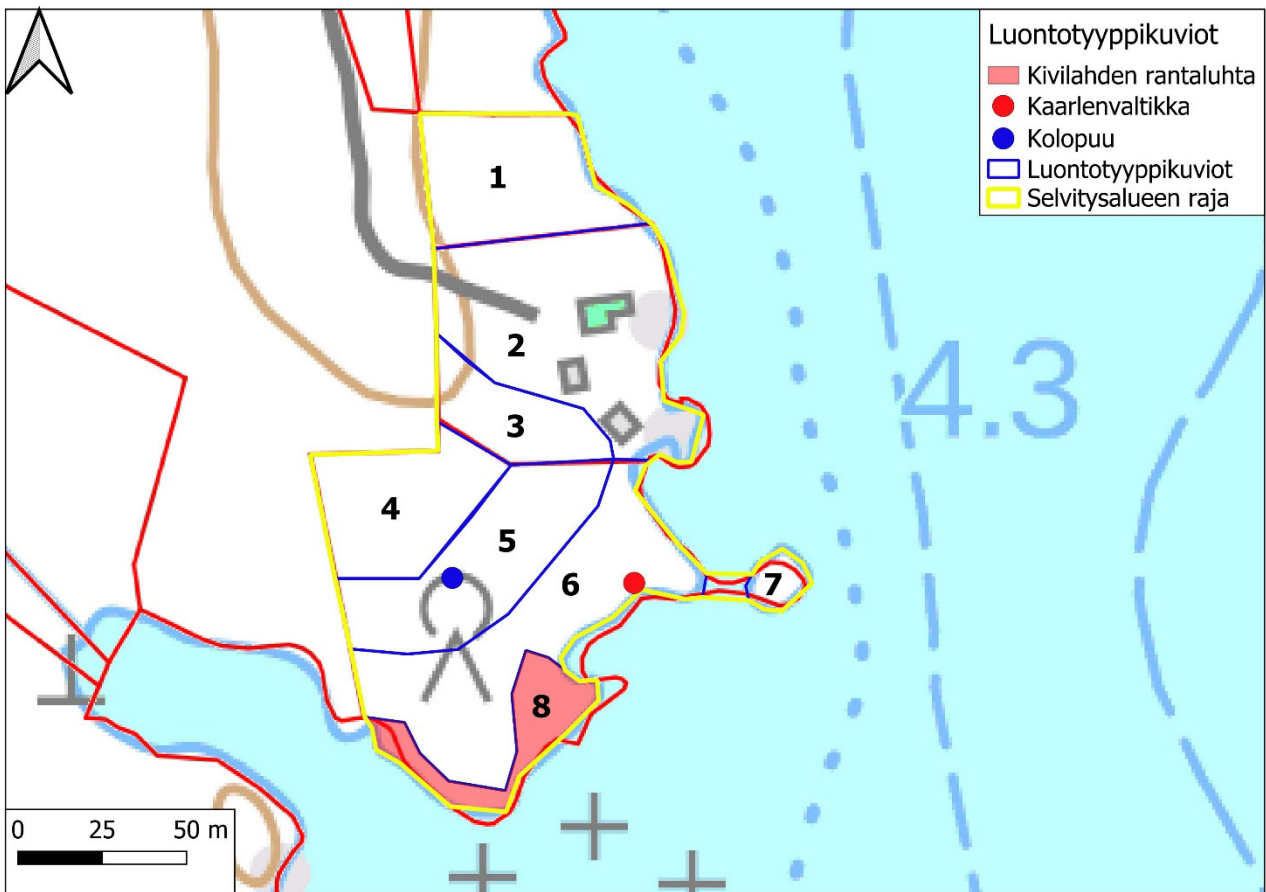 Luontotyyppikuviot
Kivilahden rantaluhta
Kaarlenvaltikka
Kolopuu
Luontotyyppikuviot
Selvitysalueen raja
1
2
4.3
3
4
5
6
7
8
0 25 50 m